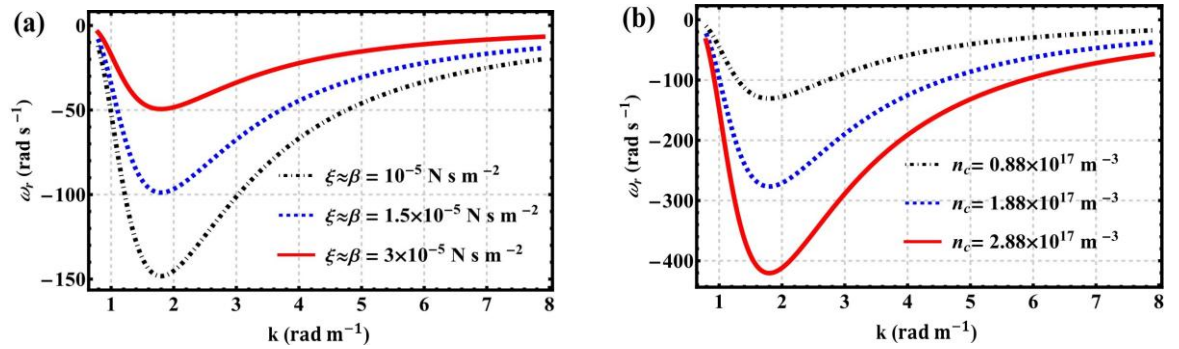 (a)
0
−50
−100
−150
ωr (rad s−1)
ξ≈β = 10−5 N s m−2
ξ≈β = 1.5×10−5 N s m−2
ξ≈β = 3×10−5 N s m−2
1 2 3 4 5 6 7 8
k (rad m−1)
(b)
0
−100
−200
−300
−400
ωr (rad s−1)
nc= 0.88×1017 m−3
nc= 1.88×1017 m−3
nc= 2.88×1017 m−3
1 2 3 4 5 6 7 8
k (rad m−1)